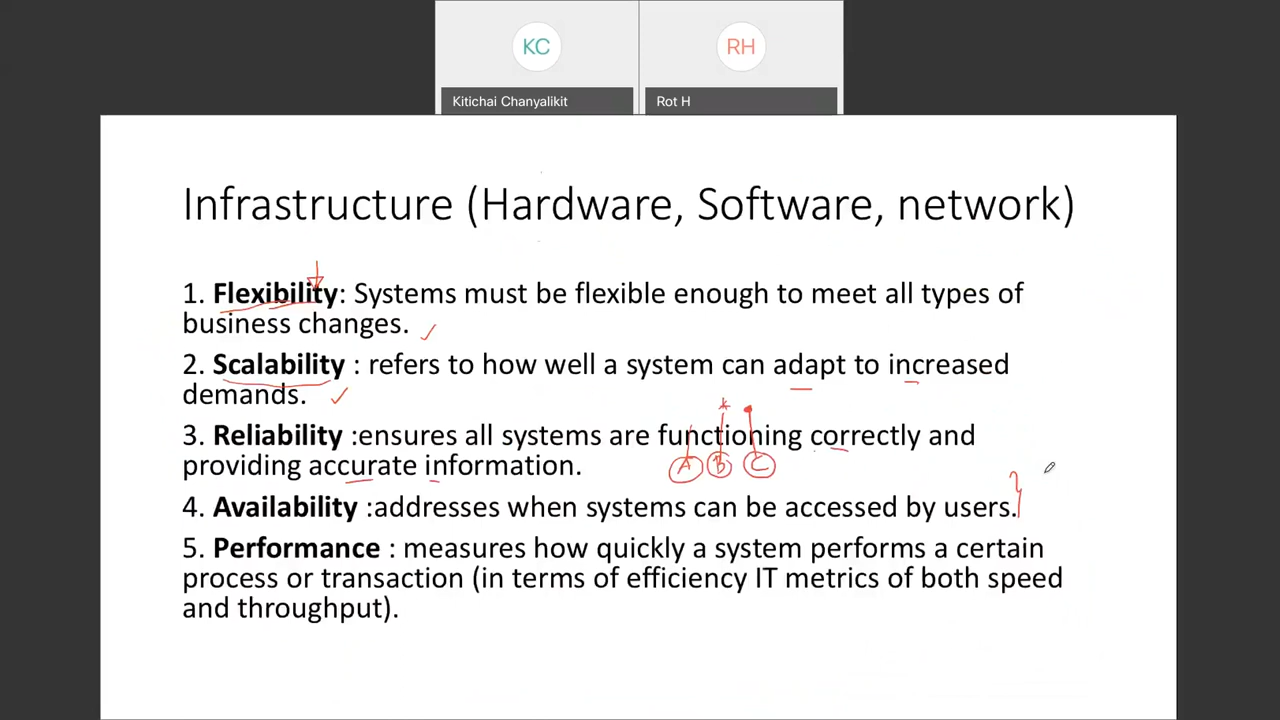 KC
RH
Kitichai Chanyalikit
Rot H
Infrastructure (Hardware, Software, network)
1. Flexibility: Systems must be flexible enough to meet all types of
business changes.
2. Scalability : refers to how well a system can adapt to increased
demands.
3. Reliability :ensures all systems are functioning correctly and
providing accurate information.
A B C
4. Availability :addresses when systems can be accessed by users.
5. Performance : measures how quickly a system performs a certain
process or transaction (in terms of efficiency IT metrics of both speed
and throughput).